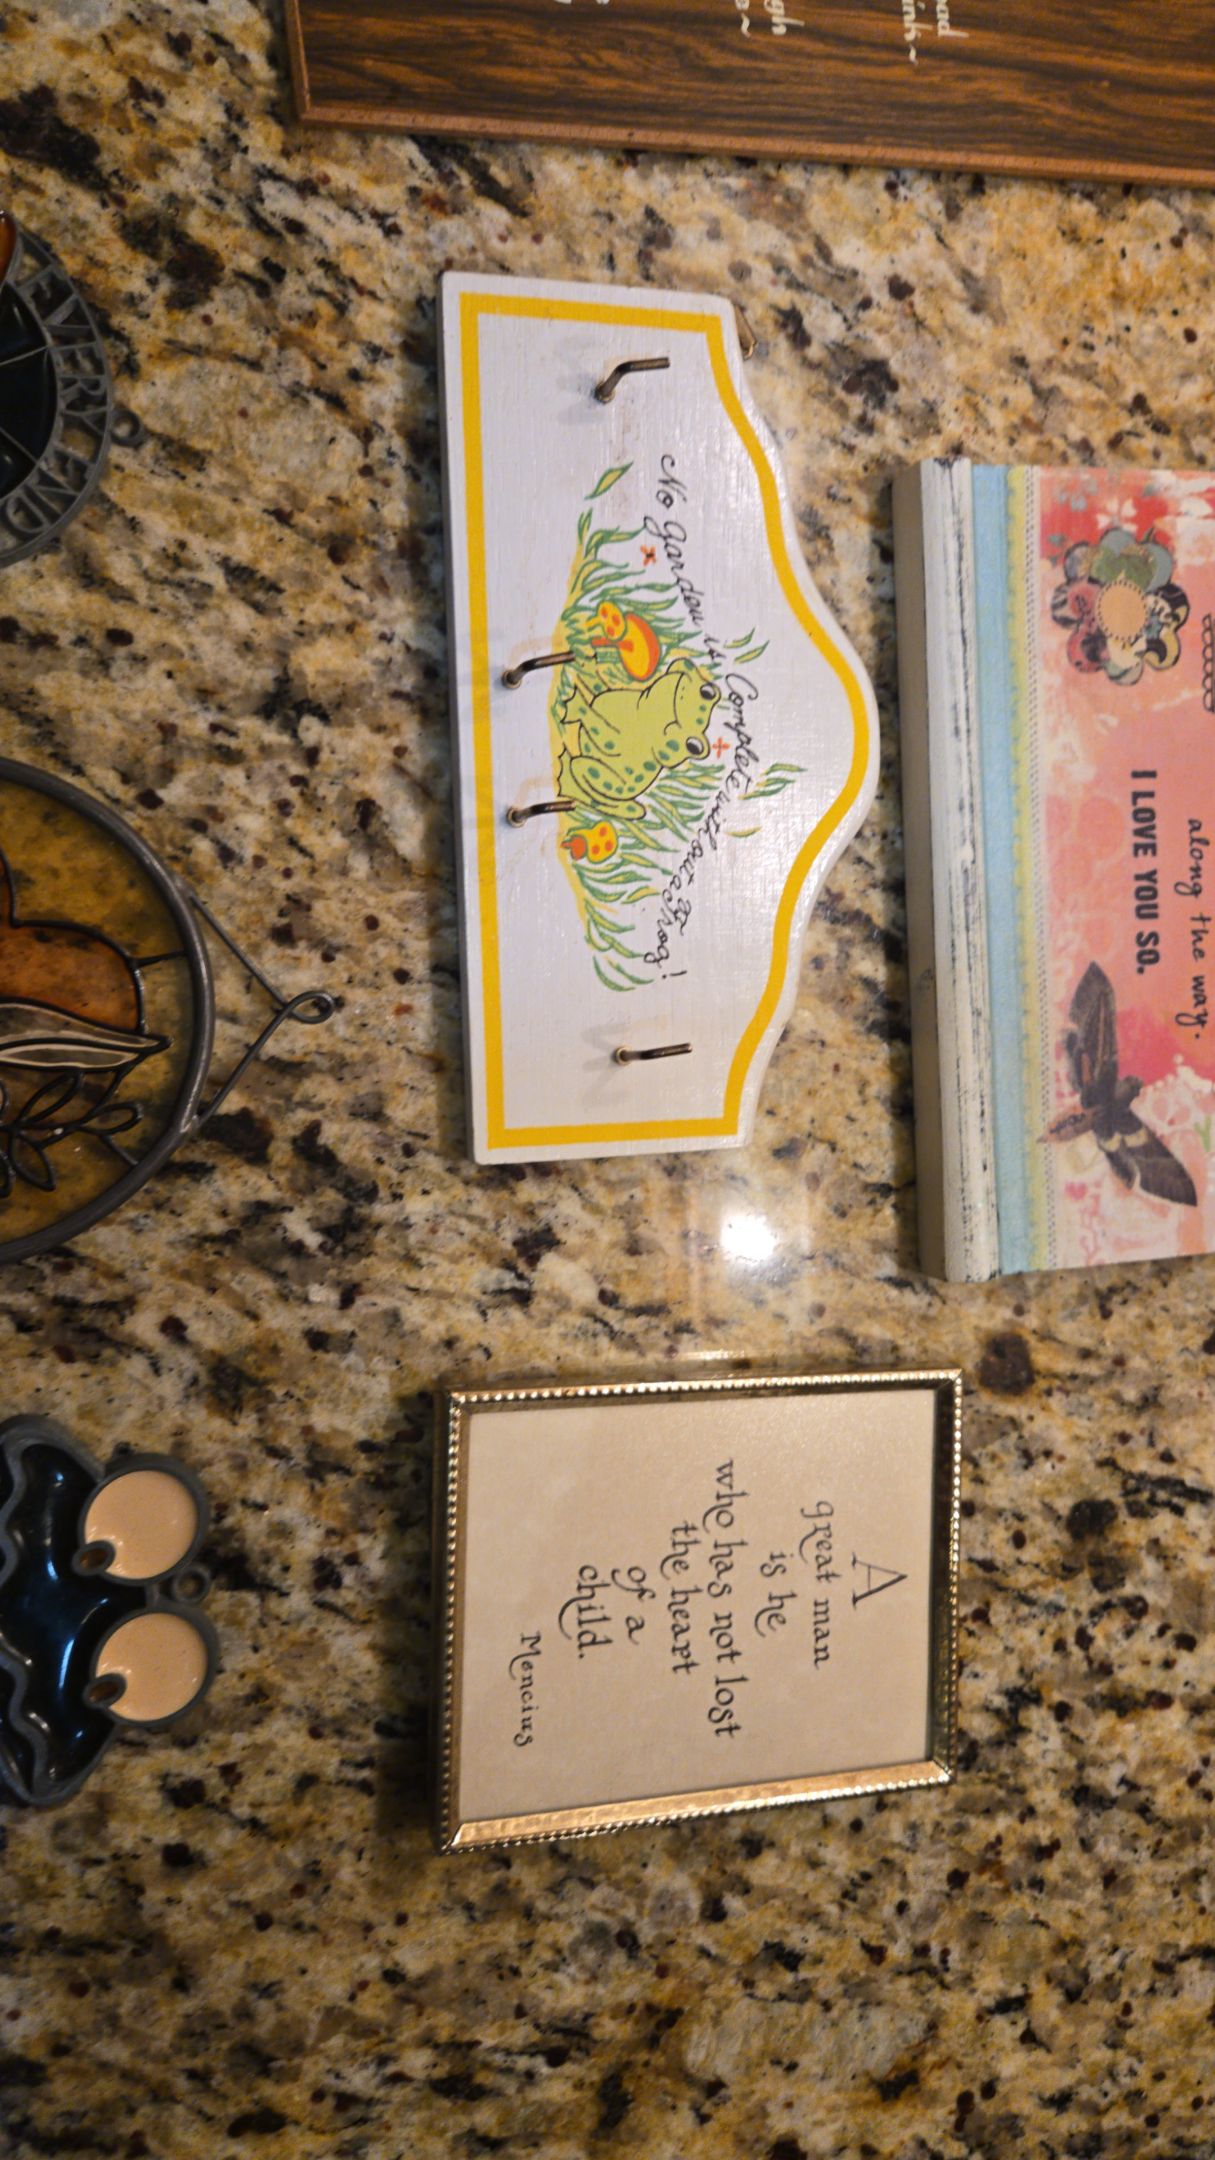 No Garden is Complete without a frog!
along the way.
I LOVE YOU SO.
A
great man
is he
who has not lost
the heart
of a
child.
Mencius
EVERY END